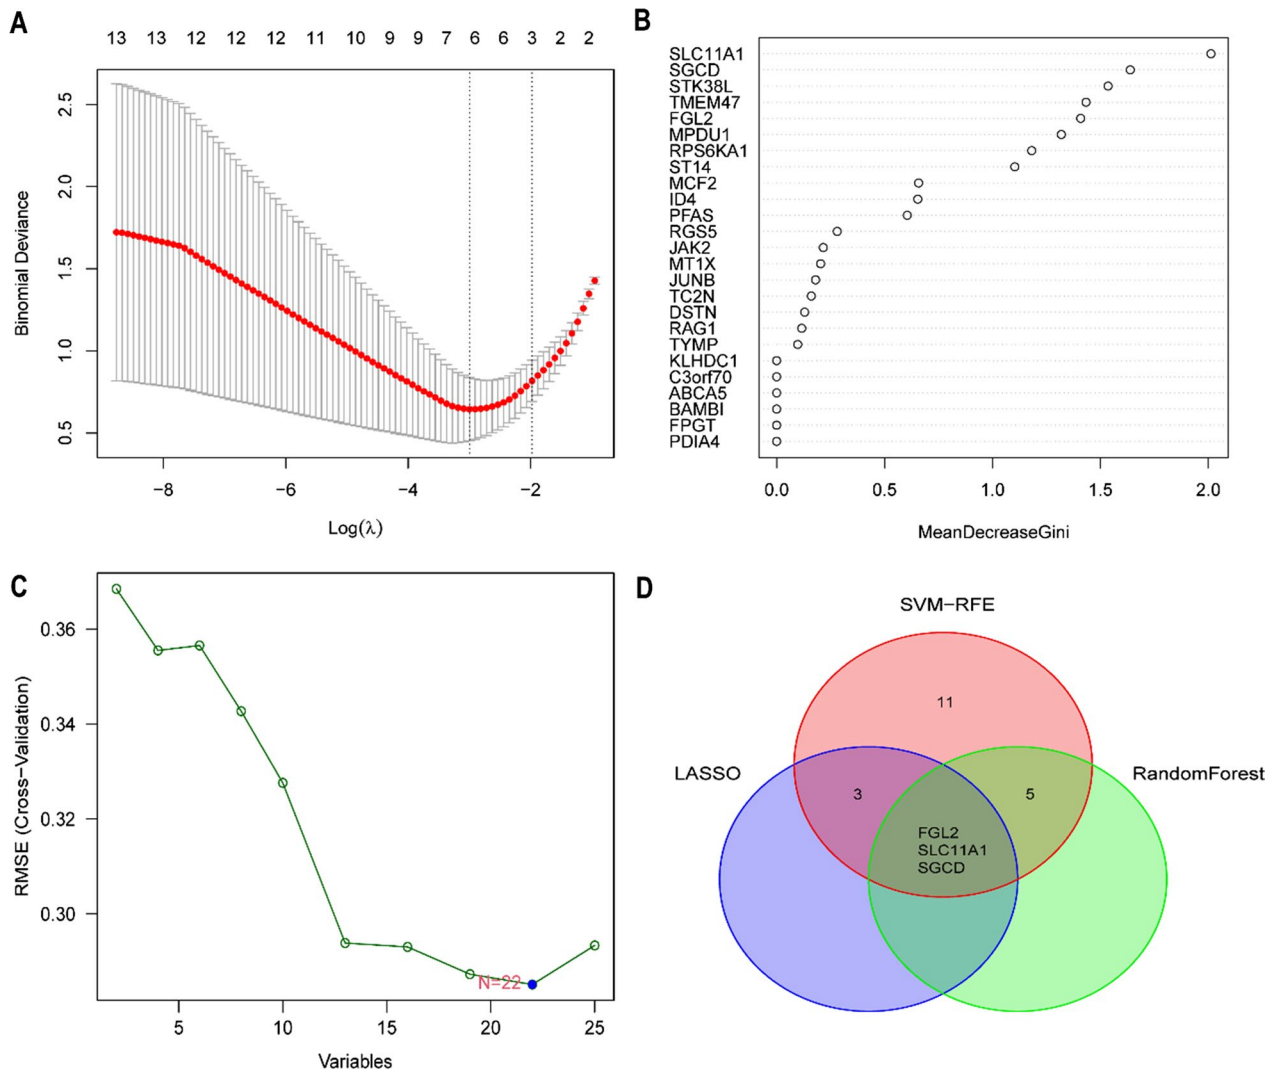 A
13 13 12 12 12 11 10 9 9 7 6 6 3 2 2
Binomial Deviance
2.5
2.0
1.5
1.0
0.5
−8 −6 −4 −2
Log(λ)
B
SLC11A1
SGCD
STK38L
TMEM47
FGL2
MPDU1
RPS6KA1
ST14
MCF2
ID4
PFAS
RGS5
JAK2
MT1X
JUNB
TC2N
DSTN
RAG1
TYMP
KLHDC1
C3orf70
ABCA5
BAMBI
FPGT
PDIA4
0.0 0.5 1.0 1.5 2.0
MeanDecreaseGini
C
RMSE (Cross−Validation)
0.36
0.34
0.32
0.30
N=22
5 10 15 20 25
Variables
D
SVM−RFE
11
LASSO
RandomForest
3
5
FGL2
SLC11A1
SGCD